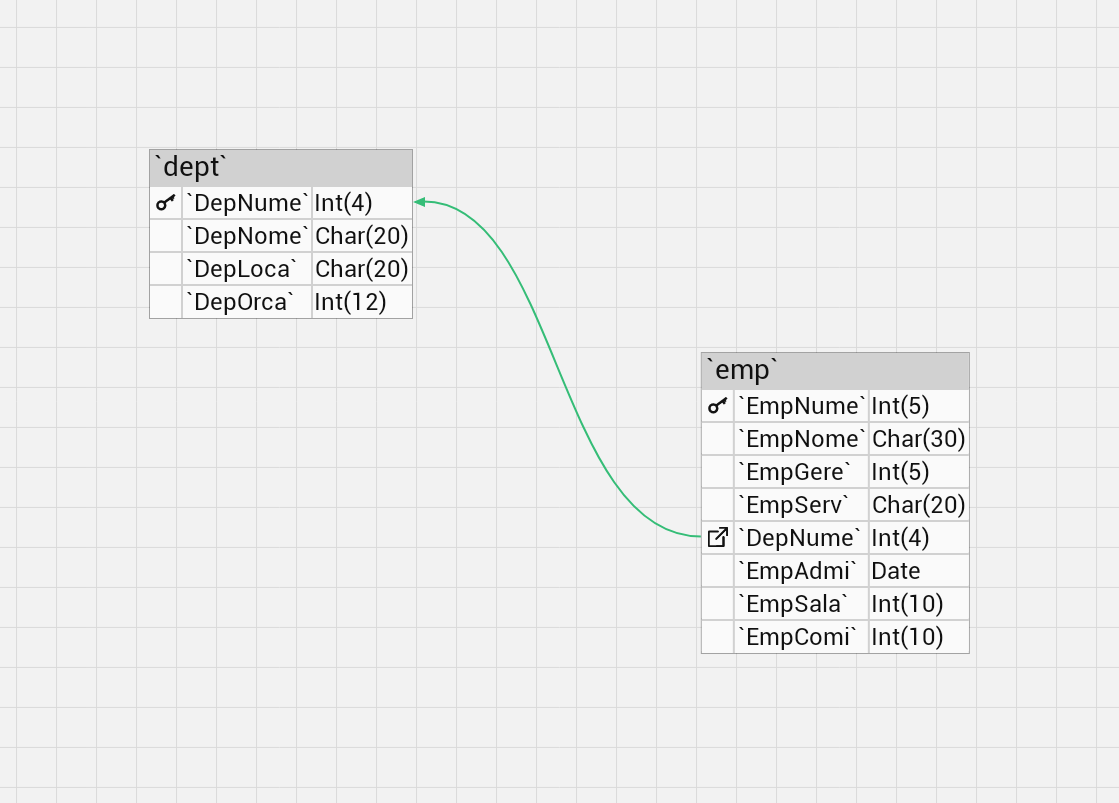 `dept`
`DepNume` Int(4)
`DepNome` Char(20)
`DepLoca` Char(20)
`DepOrca` Int(12)
`emp`
`EmpNume` Int(5)
`EmpNome` Char(30)
`EmpGere` Int(5)
`EmpServ` Char(20)
`DepNume` Int(4)
`EmpAdmi` Date
`EmpSala` Int(10)
`EmpComi` Int(10)